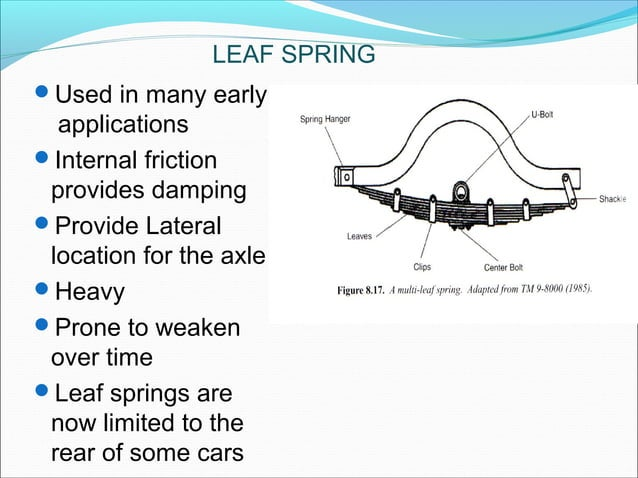 LEAF SPRING
Used in many early
applications
Internal friction
provides damping
Provide Lateral
location for the axle
Heavy
Prone to weaken
over time
Leaf springs are
now limited to the
rear of some cars
Spring Hanger
U-Bolt
Shackle
Leaves
Clips
Center Bolt
Figure 8.17. A multi-leaf spring. Adapted from TM 9-8000 (1985).